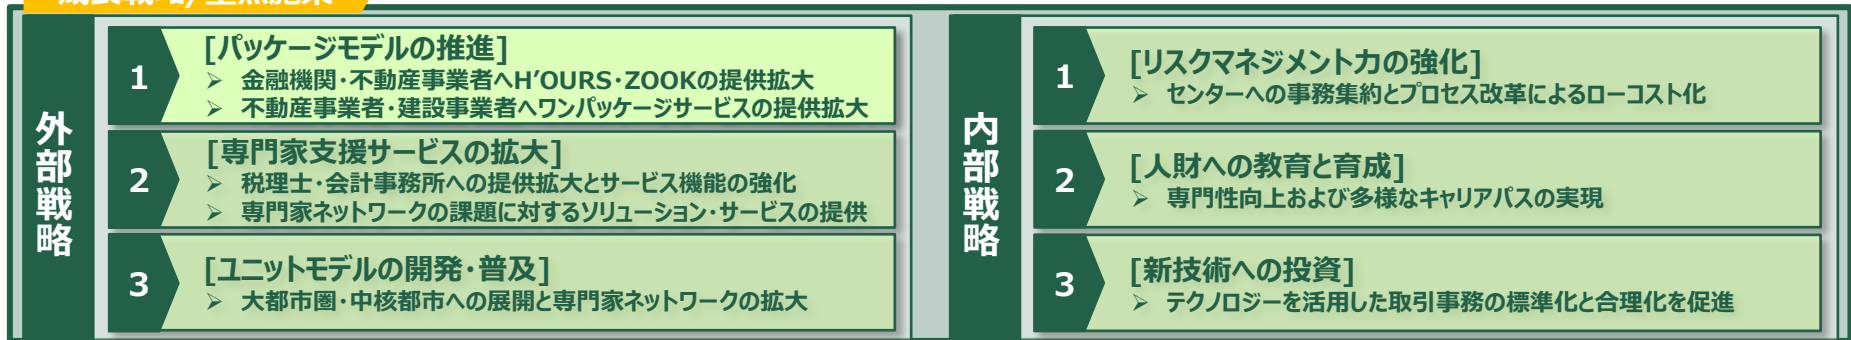 成長戦略/重点施策
外部戦略
1
[パッケージモデルの推進]
➢ 金融機関・不動産事業者へH'OURS・ZOOKの提供拡大
➢ 不動産事業者・建設事業者へワンパッケージサービスの提供拡大
2
[専門家支援サービスの拡大]
➢ 税理士・会計事務所への提供拡大とサービス機能の強化
➢ 専門家ネットワークの課題に対するソリューション・サービスの提供
3
[ユニットモデルの開発・普及]
➢ 大都市圏・中核都市への展開と専門家ネットワークの拡大
内部戦略
1
[リスクマネジメント力の強化]
➢ センターへの事務集約とプロセス改革によるローコスト化
2
[人財への教育と育成]
➢ 専門性向上および多様なキャリアパスの実現
3
[新技術への投資]
➢ テクノロジーを活用した取引事務の標準化と合理化を促進